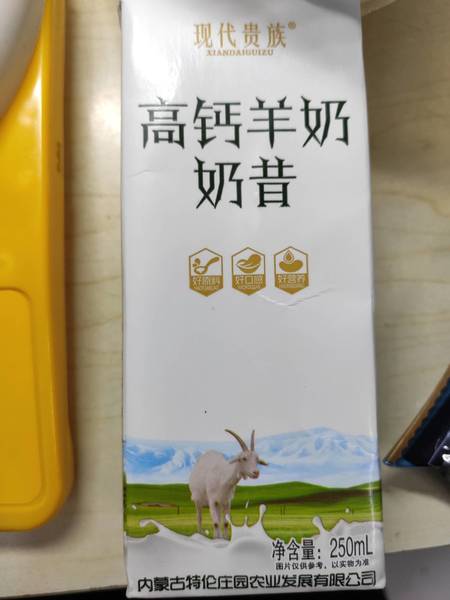 现代贵族®
XIANDAIGUIZU
高钙羊奶
奶昔
好原料
好口感
好营养
净含量：250mL
图片仅供参考，以实物为准
内蒙古特伦庄园农业发展有限公司